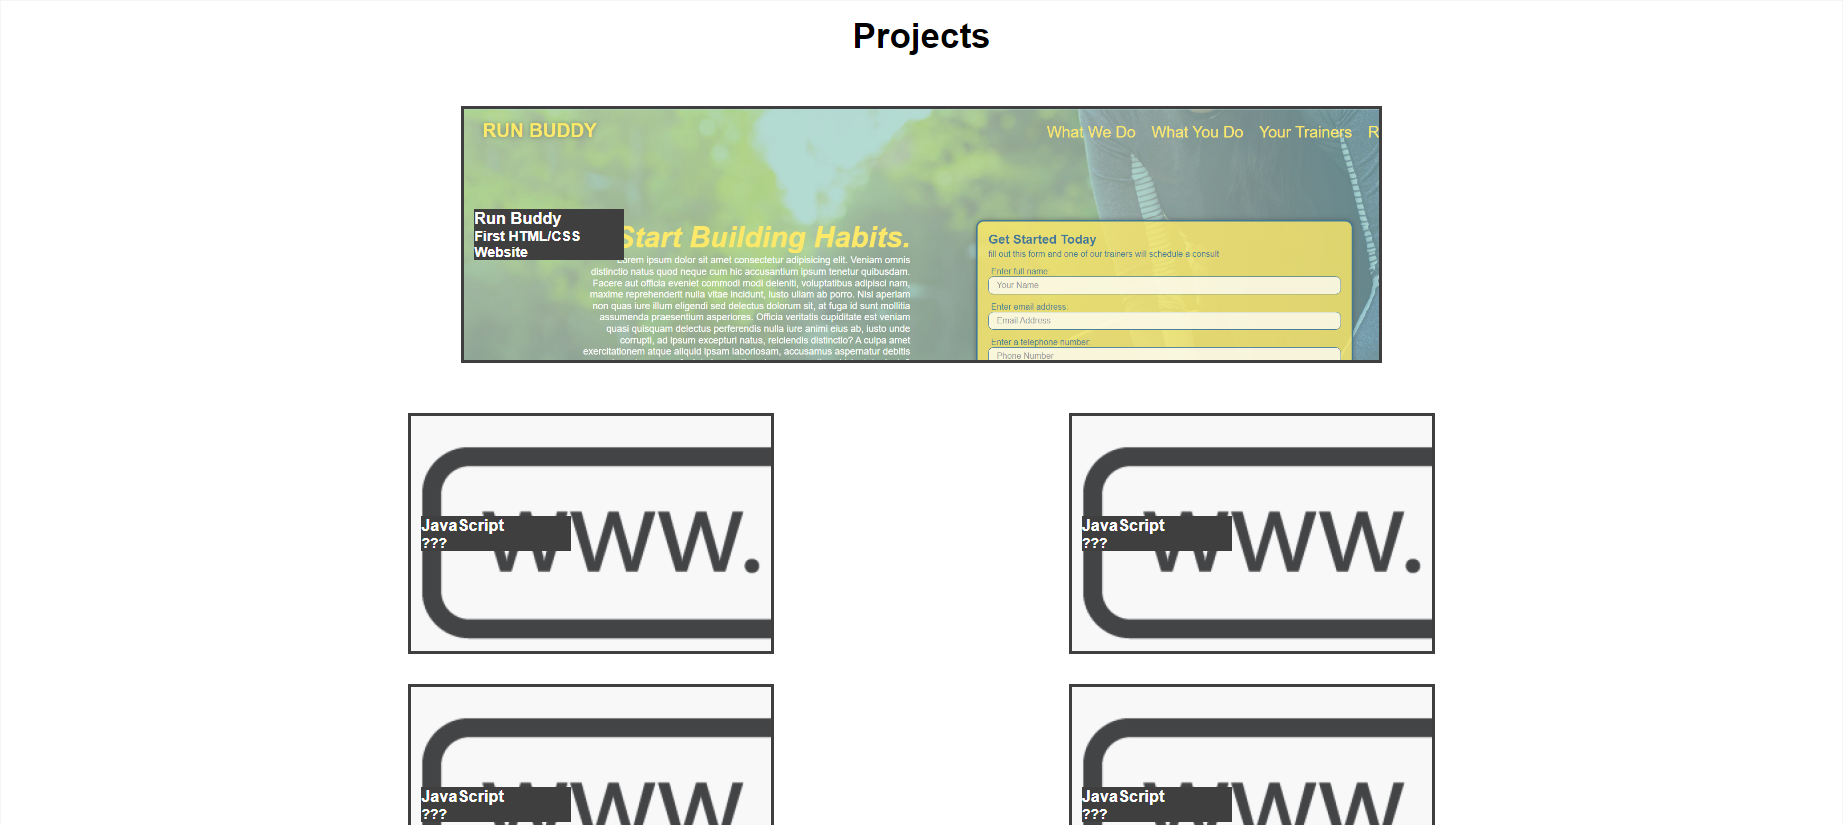 Projects
RUN BUDDY
What We Do What You Do Your Trainers R
Run Buddy
First HTML/CSS
Website
Start Building Habits.
Lorem ipsum dolor sit amet consectetur adipisicing elit. Veniam omnis
distinctio natus quod neque cum hic accusantium ipsum tenetur quibusdam.
Facere aut officia eveniet commodi modi deleniti, voluptatibus adipisci nam,
maxime reprehenderit nulla vitae incidunt, iusto ullam ab porro. Nisi aperiam
non quas iure illum eligendi sed delectus dolorum sit, at fuga id sunt mollitia
assumenda praesentium asperiores. Officia veritatis cupiditate est veniam
quasi quisquam delectus perferendis nulla iure animi eius ab, iusto unde
corrupti, ad ipsum excepturi natus, reiciendis distinctio? A culpa amet
exercitationem atque aliquid ipsam laboriosam, accusamus aspernatur debitis
Get Started Today
fill out this form and one of our trainers will schedule a consult
Enter full name:
Your Name
Enter email address:
Email Address
Enter a telephone number:
Phone Number
www.
JavaScript
???
www.
JavaScript
???
www
JavaScript
???
www
JavaScript
???